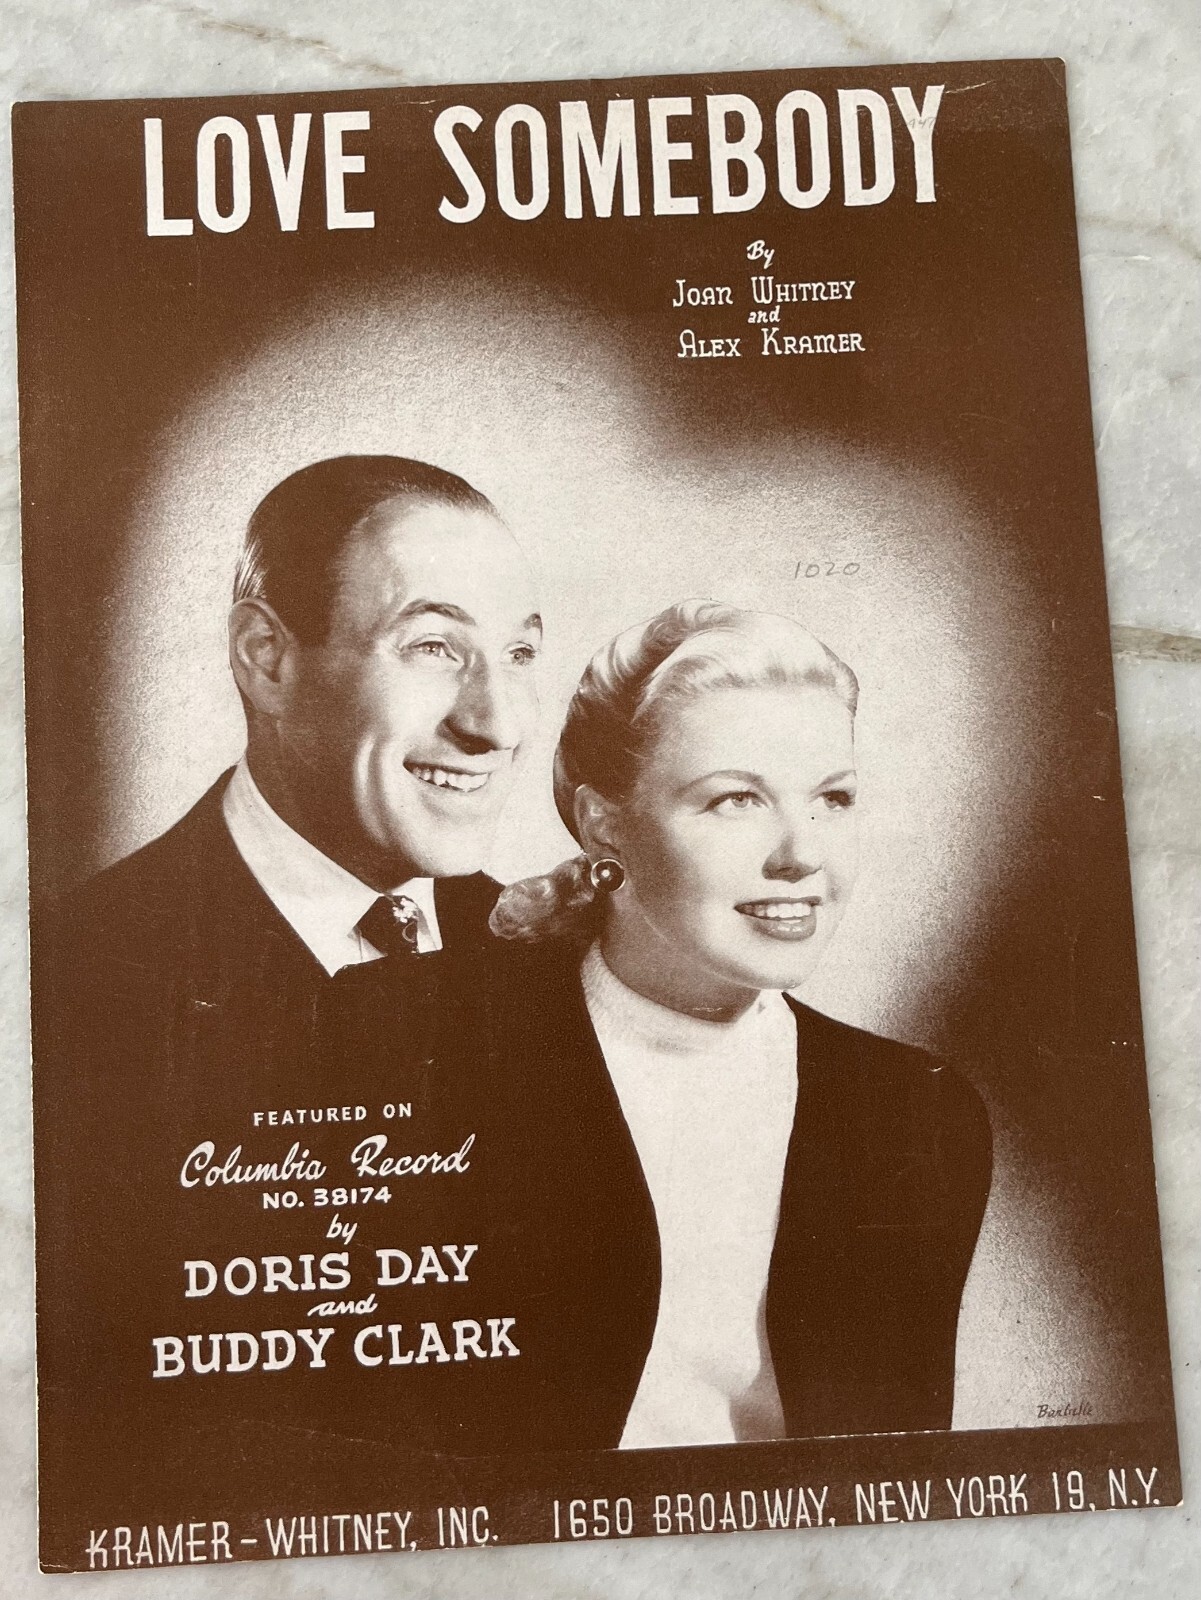 LOVE SOMEBODY
By
JOAN WHITNEY
and
ALEX KRAMER
1020
FEATURED ON
Columbia Record
NO. 38174
by
DORIS DAY
and
BUDDY CLARK
Barbelle
KRAMER-WHITNEY, INC. 1650 BROADWAY, NEW YORK 19, N.Y.